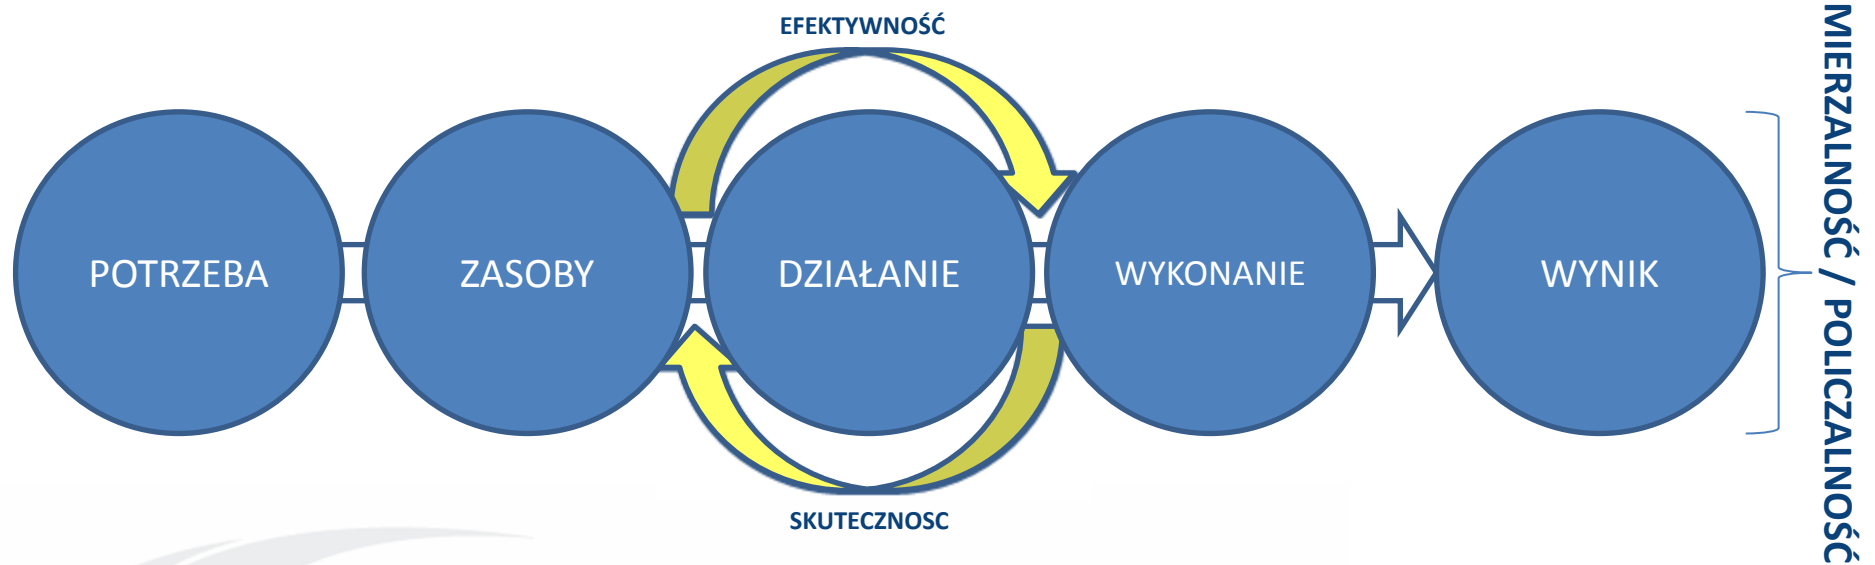 EFEKTYWNOŚĆ
POTRZEBA
ZASOBY
DZIAŁANIE
WYKONANIE
WYNIK
MIERZALNOŚĆ / POLICZALNOŚĆ
SKUTECZNOSC